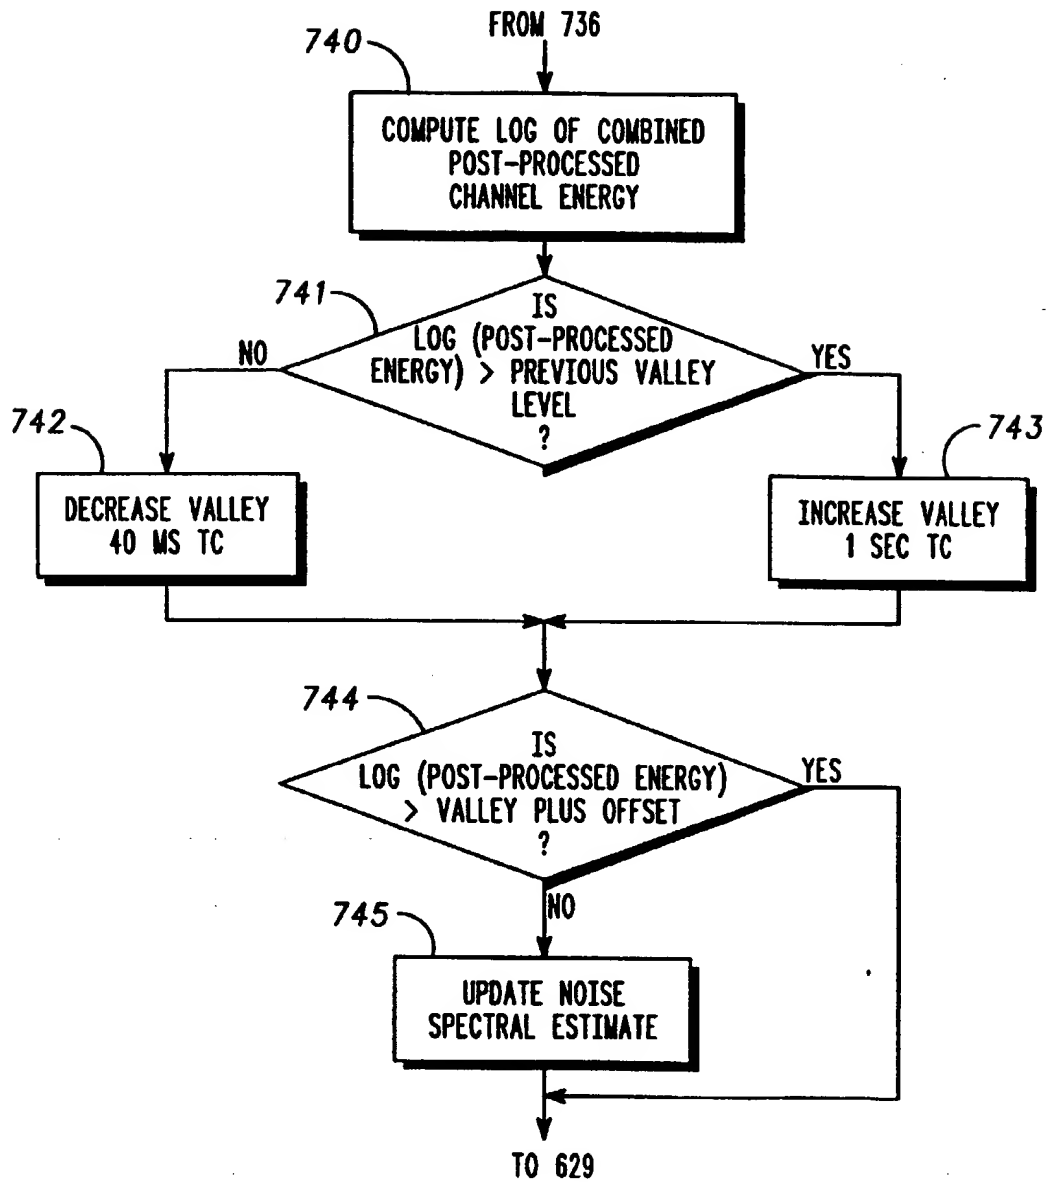 FROM 736
740
COMPUTE LOG OF COMBINED
POST-PROCESSED
CHANNEL ENERGY
741
IS
LOG (POST-PROCESSED
ENERGY) > PREVIOUS VALLEY
LEVEL
?
NO
YES
742
DECREASE VALLEY
40 MS TC
743
INCREASE VALLEY
1 SEC TC
744
IS
LOG (POST-PROCESSED ENERGY)
> VALLEY PLUS OFFSET
?
YES
NO
745
UPDATE NOISE
SPECTRAL ESTIMATE
TO 629